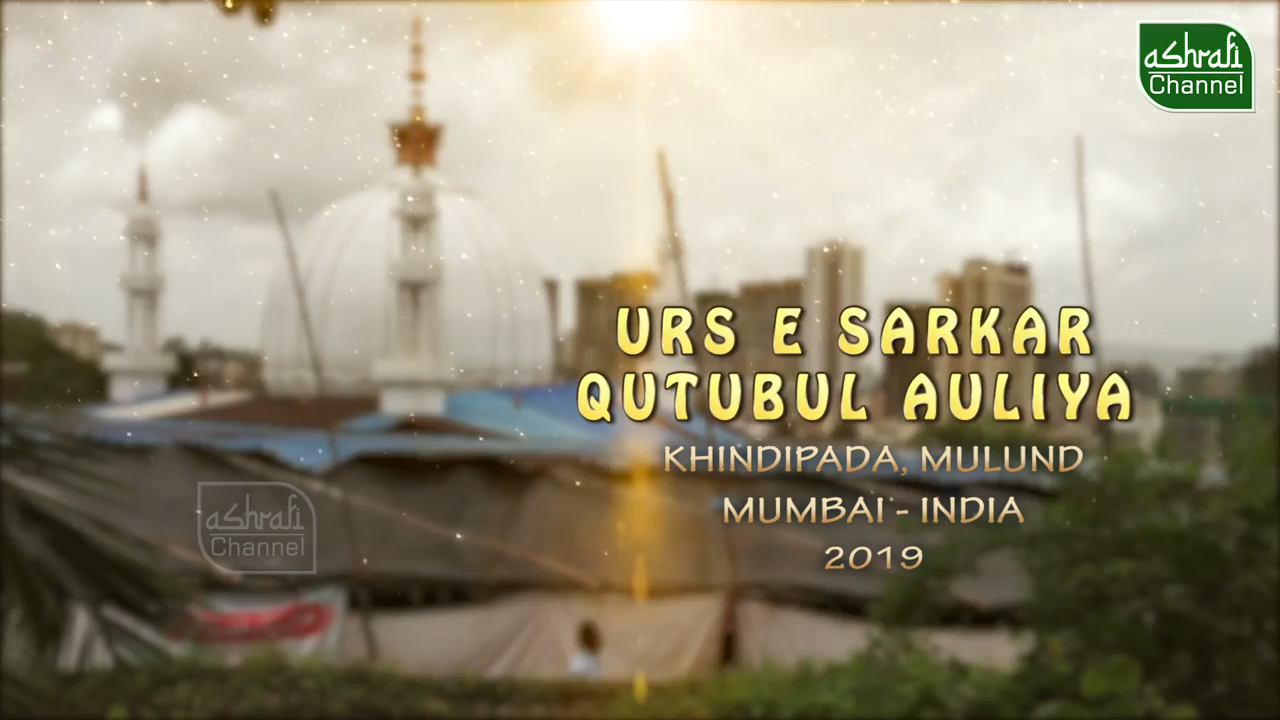 ashrafi
Channel
URS E SARKAR
QUTUBUL AULIYA
KHINDIPADA, MULUND
MUMBAI - INDIA
2019
ashrafi
Channel